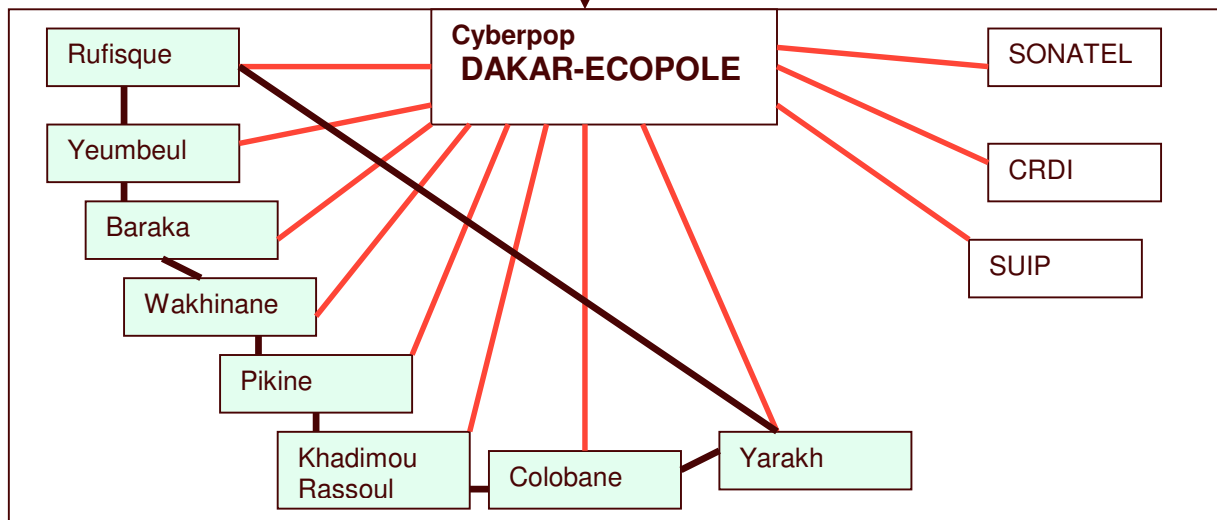 Cyberpop
DAKAR-ECOPOLE
Rufisque
Yeumbeul
Baraka
Wakhinane
Pikine
Khadimou
Rassoul
Colobane
Yarakh
SONATEL
CRDI
SUIP